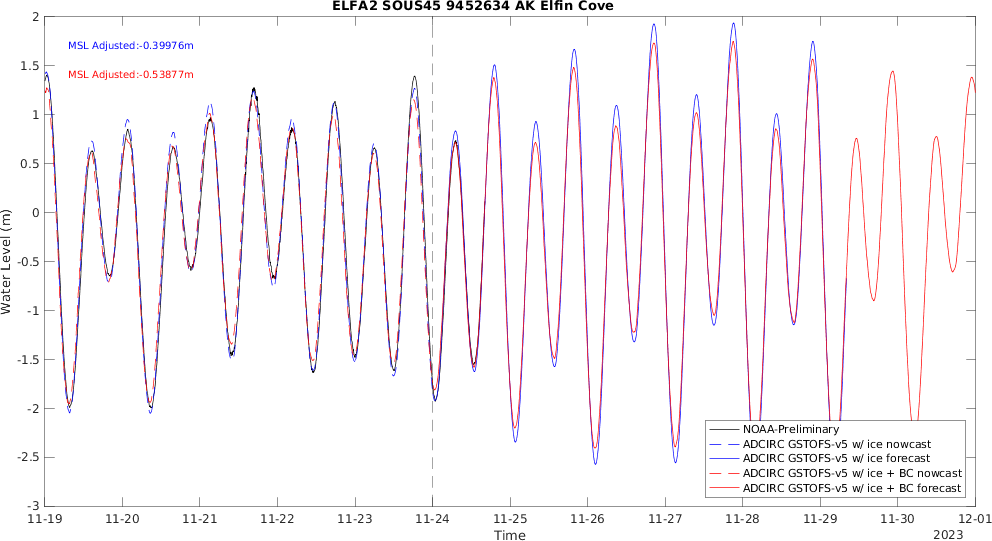 ELFA2 SOUS45 9452634 AK Elfin Cove
MSL Adjusted:-0.39976m
MSL Adjusted:-0.53877m
2
1.5
1
0.5
0
-0.5
-1
-1.5
-2
-2.5
-3
Water Level (m)
NOAA-Preliminary
ADCIRC GSTOFS-v5 w/ ice nowcast
ADCIRC GSTOFS-v5 w/ ice forecast
ADCIRC GSTOFS-v5 w/ ice + BC nowcast
ADCIRC GSTOFS-v5 w/ ice + BC forecast
11-19 11-20 11-21 11-22 11-23 11-24 11-25 11-26 11-27 11-28 11-29 11-30 12-01
Time
2023